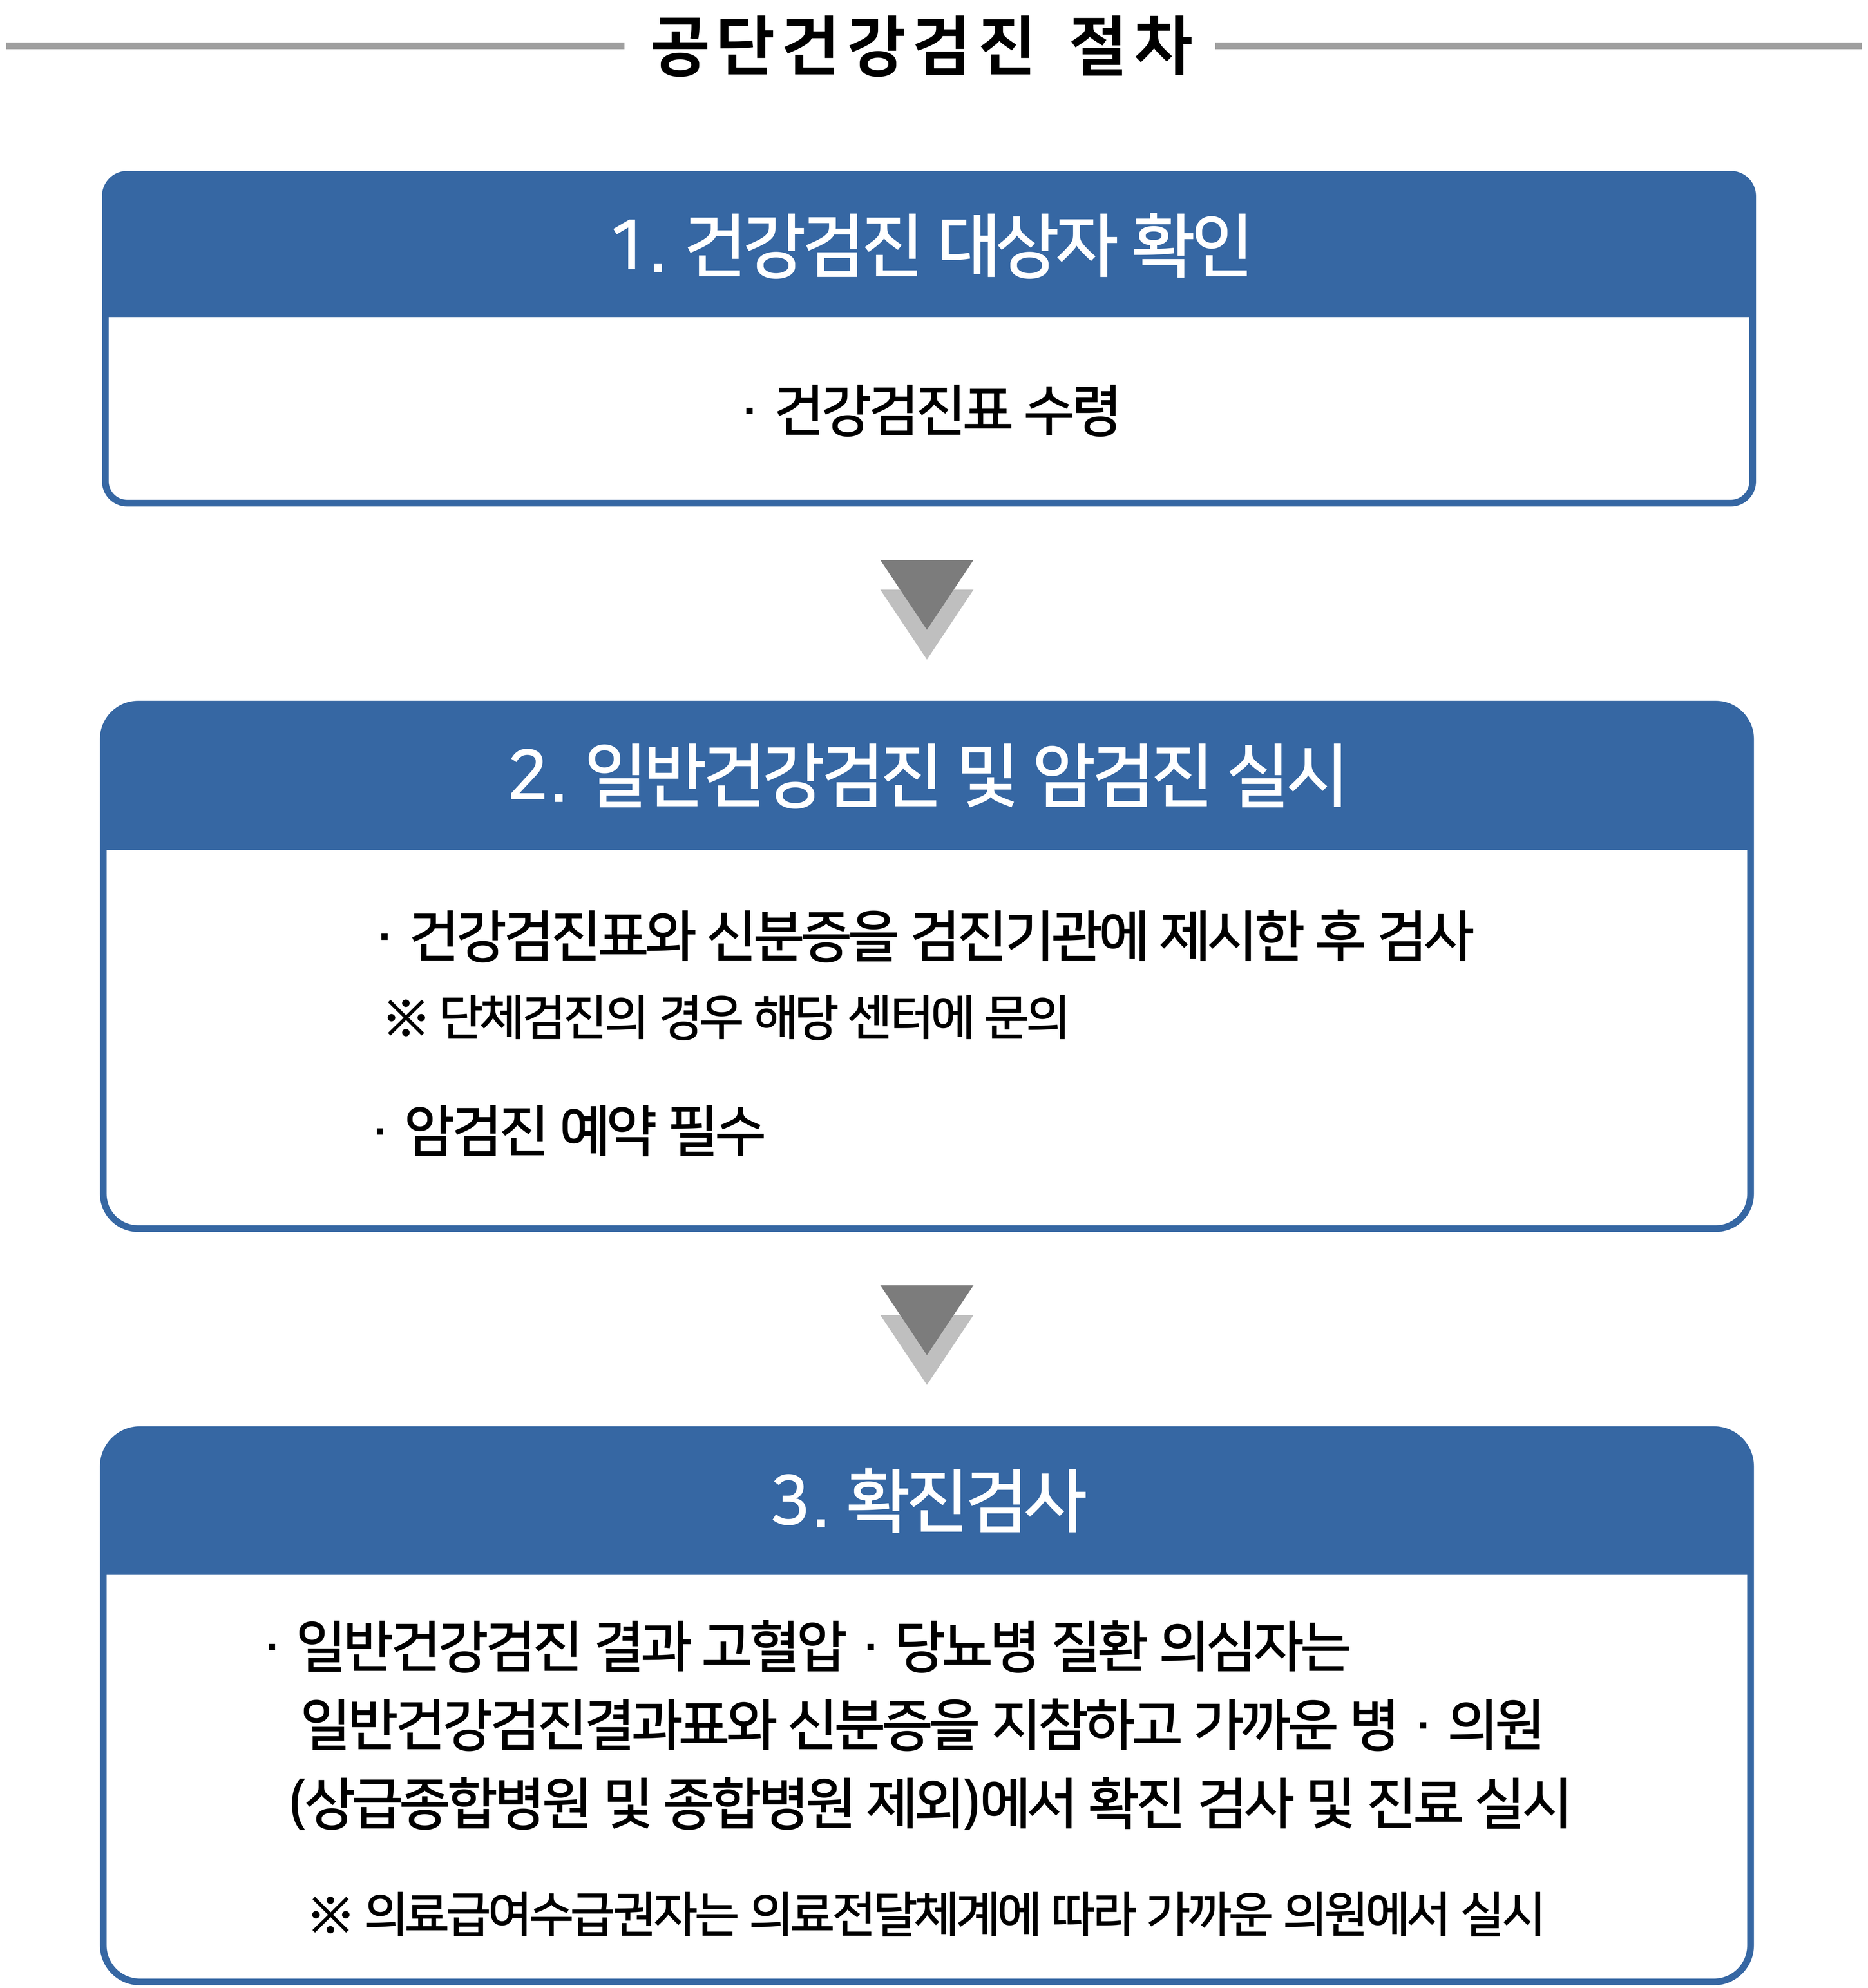 공단건강검진 절차
1. 건강검진 대상자 확인
· 건강검진표 수령
2. 일반건강검진 및 암검진 실시
· 건강검진표와 신분증을 검진기관에 제시한 후 검사
※ 단체검진의 경우 해당 센터에 문의
· 암검진 예약 필수
3. 확진검사
· 일반건강검진 결과 고혈압 · 당뇨병 질환 의심자는
일반건강검진결과표와 신분증을 지참하고 가까운 병 · 의원
(상급종합병원 및 종합병원 제외)에서 확진 검사 및 진료 실시
※ 의료급여수급권자는 의료전달체계에 따라 가까운 의원에서 실시